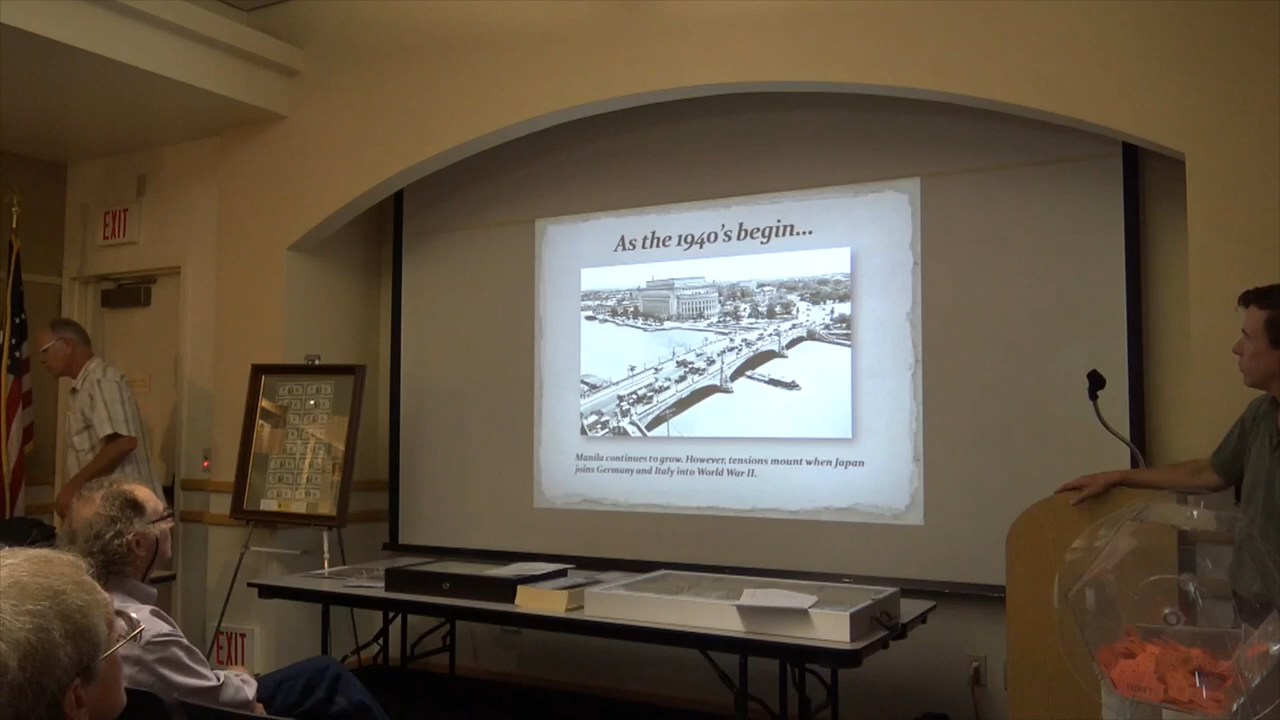 EXIT
As the 1940's begin...
Manila continues to grow. However, tensions mount when Japan
joins Germany and Italy into World War II.
EXIT